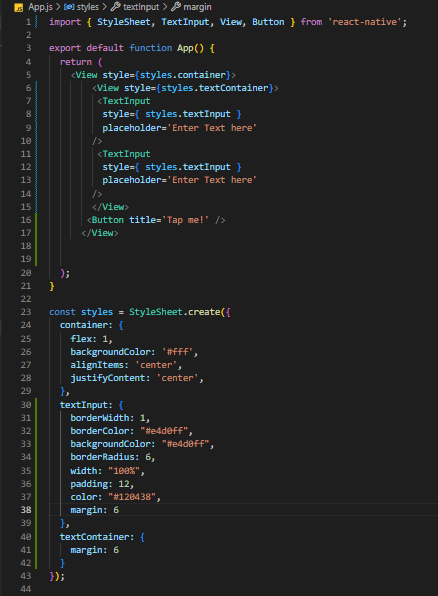 App.js > styles > textInput > margin
1 import { StyleSheet, TextInput, View, Button } from 'react-native';
2
3 export default function App() {
4 return (
5 <View style={styles.container}>
6 <View style={styles.textContainer}>
7 <TextInput
8 style={ styles.textInput }
9 placeholder='Enter Text here'
10 />
11 <TextInput
12 style={ styles.textInput }
13 placeholder='Enter Text here'
14 />
15 </View>
16 <Button title='Tap me!' />
17 </View>
18
19
20 );
21 }
22
23 const styles = StyleSheet.create({
24 container: {
25 flex: 1,
26 backgroundColor: '#fff',
27 alignItems: 'center',
28 justifyContent: 'center',
29 },
30 textInput: {
31 borderWidth: 1,
32 borderColor: "#e4d0ff",
33 backgroundColor: "#e4d0ff",
34 borderRadius: 6,
35 width: "100%",
36 padding: 12,
37 color: "#120438",
38 margin: 6
39 },
40 textContainer: {
41 margin: 6
42 }
43 });
44